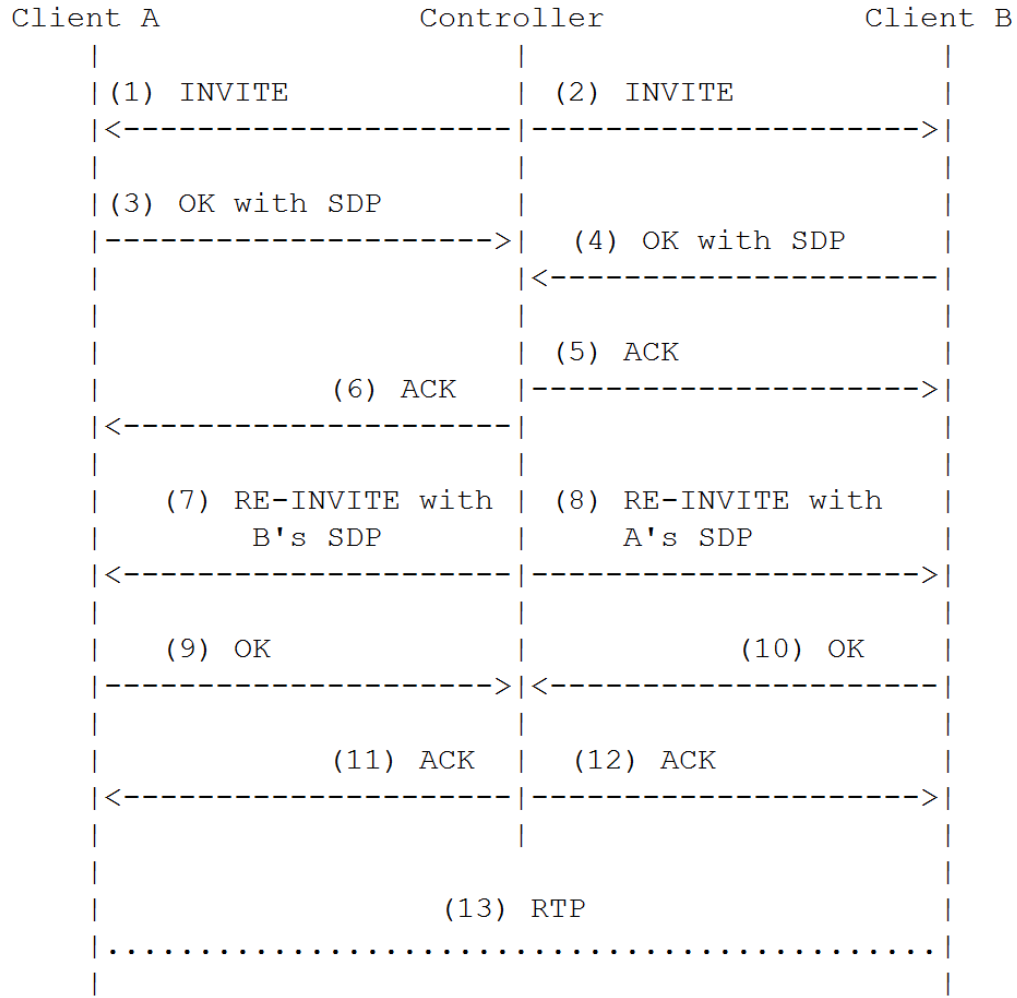 Client A Controller Client B
(1) INVITE (2) INVITE
(3) OK with SDP
(4) OK with SDP
(5) ACK
(6) ACK
(7) RE-INVITE with (8) RE-INVITE with
B's SDP A's SDP
(9) OK (10) OK
(11) ACK (12) ACK
(13) RTP